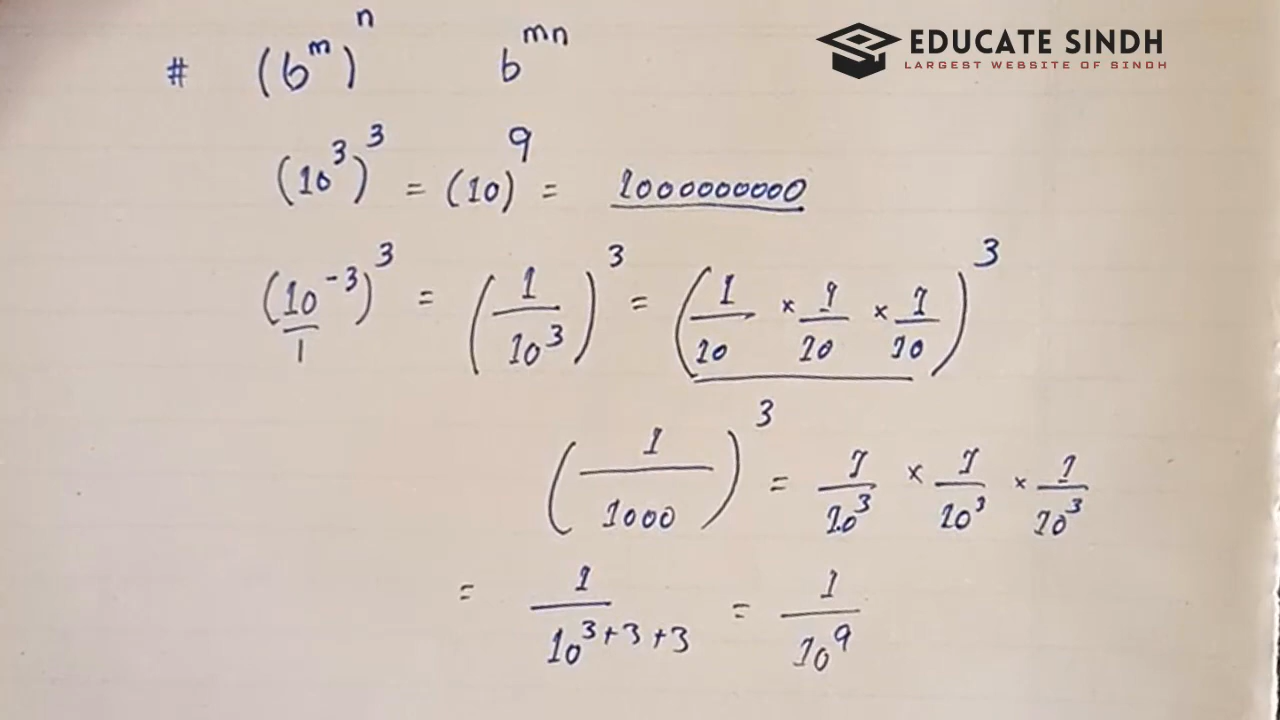 EDUCATE SINDH
LARGEST WEBSITE OF SINDH
# (b^m)^n b^mn
(10^3)^3 = (10)^9 = 1000000000
(10^-3/1)^3 = (1/10^3)^3 = (1/10 × 1/10 × 1/10)^3
(1/1000)^3 = 1/10^3 × 1/10^3 × 1/10^3
= 1/10^3+3+3 = 1/10^9